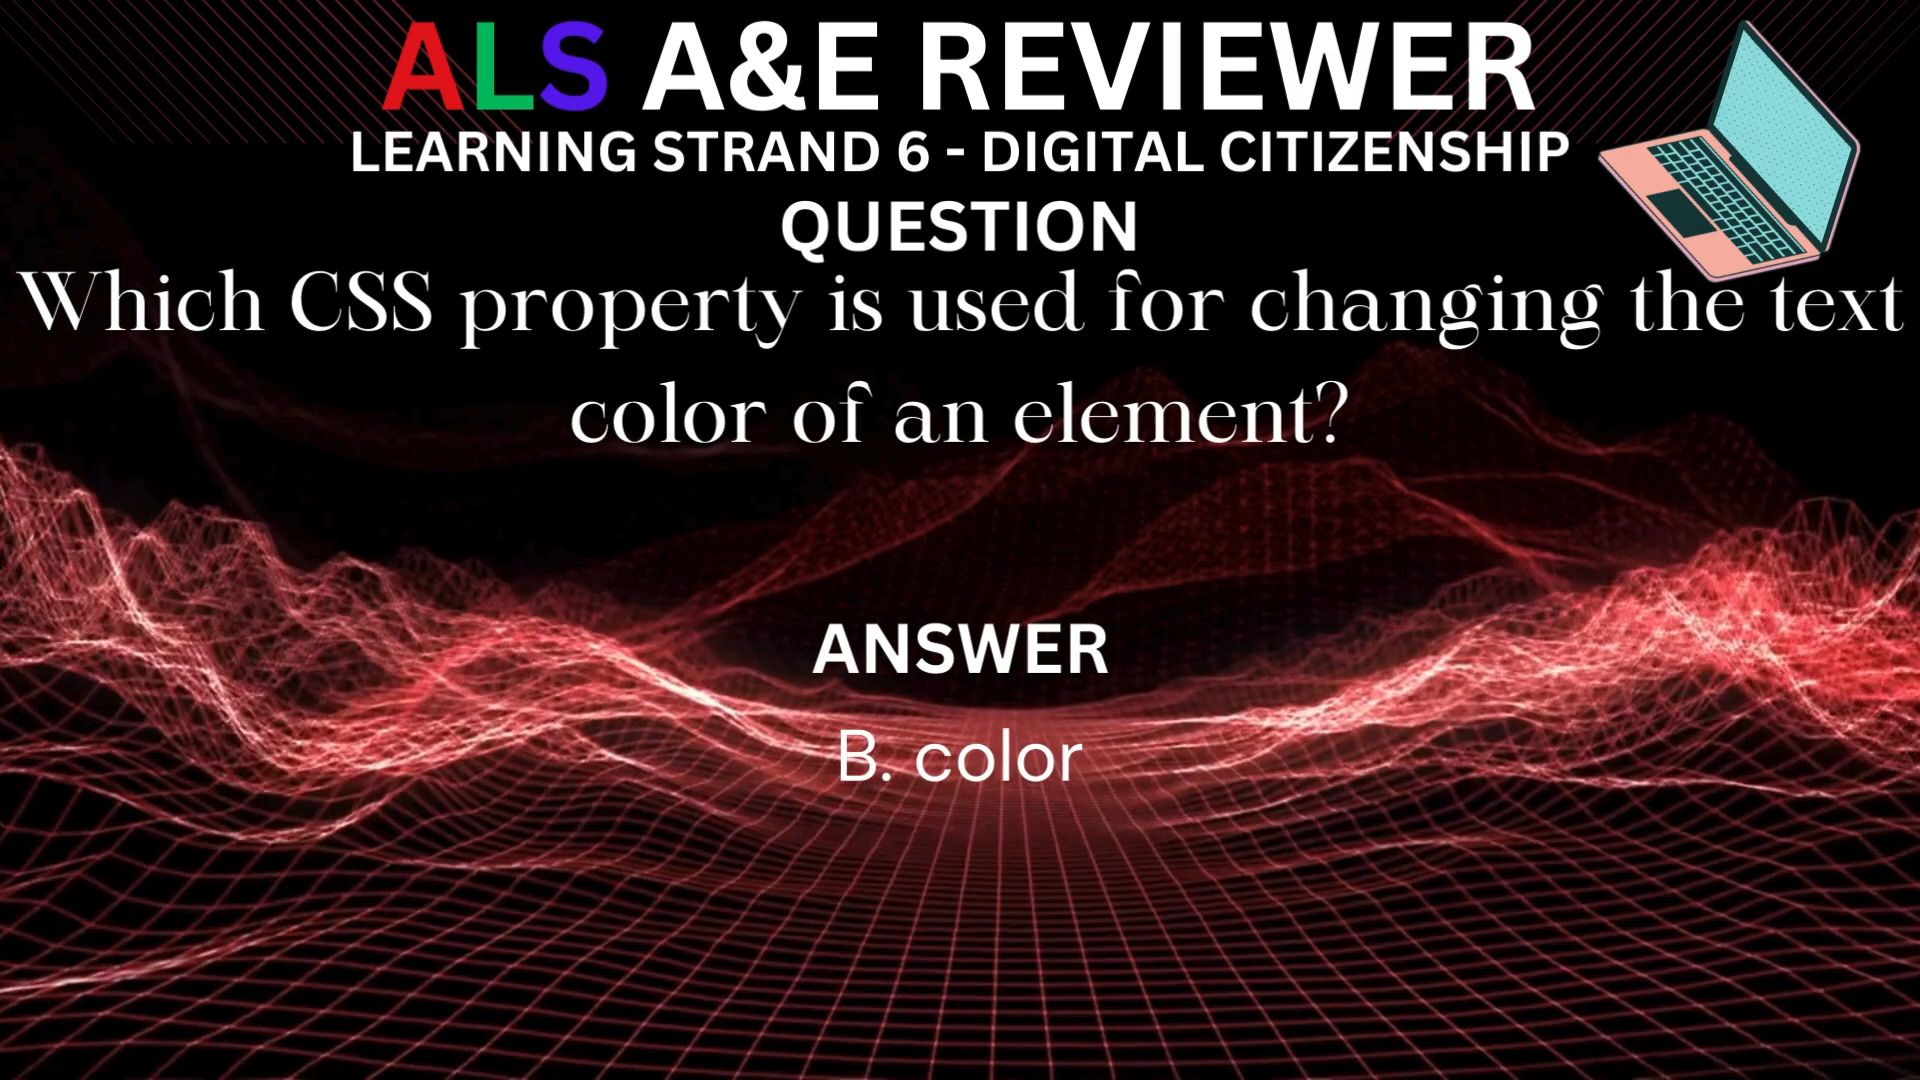 ALS A&E REVIEWER
LEARNING STRAND 6 - DIGITAL CITIZENSHIP
QUESTION
Which CSS property is used for changing the text
color of an element?
ANSWER
B. color